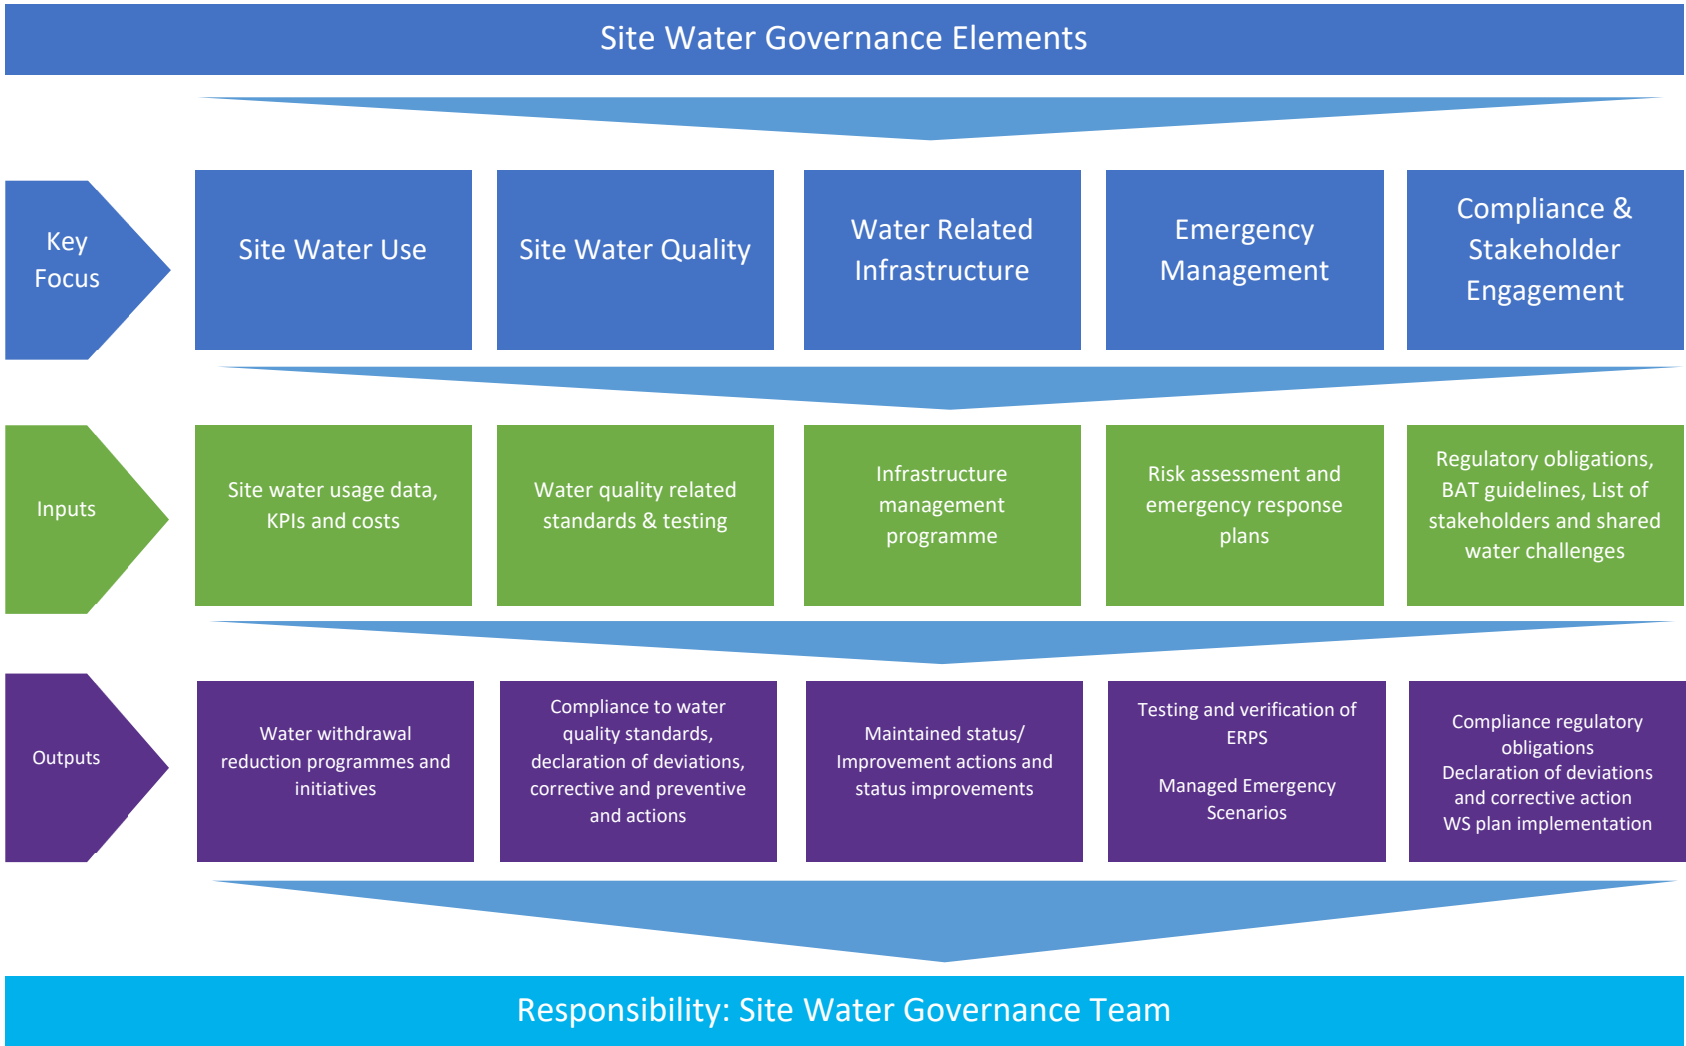 Site Water Governance Elements
Key
Focus
Site Water Use
Site Water Quality
Water Related
Infrastructure
Emergency
Management
Compliance &
Stakeholder
Engagement
Inputs
Site water usage data,
KPIs and costs
Water quality related
standards & testing
Infrastructure
management
programme
Risk assessment and
emergency response
plans
Regulatory obligations,
BAT guidelines, List of
stakeholders and shared
water challenges
Outputs
Water withdrawal
reduction programmes and
initiatives
Compliance to water
quality standards,
declaration of deviations,
corrective and preventive
and actions
Maintained status/
Improvement actions and
status improvements
Testing and verification of
ERPS
Managed Emergency
Scenarios
Compliance regulatory
obligations
Declaration of deviations
and corrective action
WS plan implementation
Responsibility: Site Water Governance Team